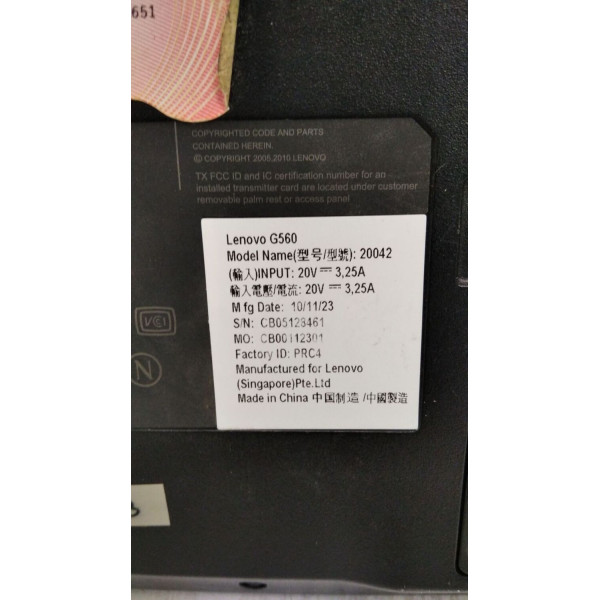 651
COPYRIGHTED CODE AND PARTS
CONTAINED HEREIN.
© COPYRIGHT 2005,2010 LENOVO
TX FCC ID and IC certification number for an
installed transmitter card are located under customer
removable palm rest or access panel
Lenovo G560
Model Name(型号/型號): 20042
(輸入)INPUT: 20V⎓3,25A
輸入電壓/電流: 20V⎓3,25A
Mfg Date: 10/11/23
S/N: CB05128461
MO: CB00112301
Factory ID: PRC4
Manufactured for Lenovo
(Singapore)Pte.Ltd
Made in China 中国制造 /中國製造
VCI
N